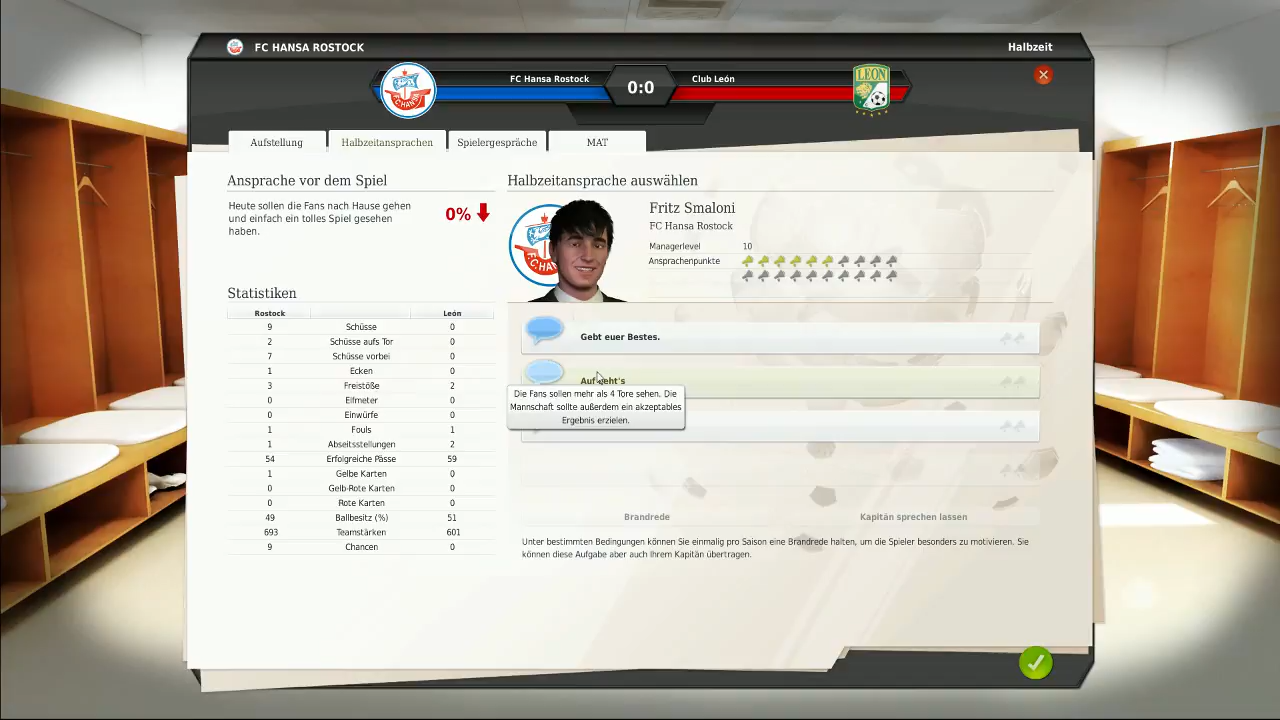 FC HANSA ROSTOCK
Halbzeit
FC Hansa Rostock
0:0
Club León
LEON
Aufstellung
Halbzeitansprachen
Spielergespräche
MAT
Ansprache vor dem Spiel
Heute sollen die Fans nach Hause gehen
und einfach ein tolles Spiel gesehen
haben.
0%
Statistiken
Rostock León
9 Schüsse 0
2 Schüsse aufs Tor 0
7 Schüsse vorbei 0
1 Ecken 0
3 Freistöße 2
0 Elfmeter 0
0 Einwürfe 0
1 Fouls 1
1 Abseitsstellungen 2
54 Erfolgreiche Pässe 59
1 Gelbe Karten 0
0 Gelb-Rote Karten 0
0 Rote Karten 0
49 Ballbesitz (%) 51
693 Teamstärken 601
9 Chancen 0
Halbzeitansprache auswählen
Fritz Smaloni
FC Hansa Rostock
Managerlevel 10
Ansprachenpunkte
Gebt euer Bestes.
Auf geht's
Die Fans sollen mehr als 4 Tore sehen. Die
Mannschaft sollte außerdem ein akzeptables
Ergebnis erzielen.
Brandrede
Kapitän sprechen lassen
Unter bestimmten Bedingungen können Sie einmalig pro Saison eine Brandrede halten, um die Spieler besonders zu motivieren. Sie
können diese Aufgabe aber auch Ihrem Kapitän übertragen.